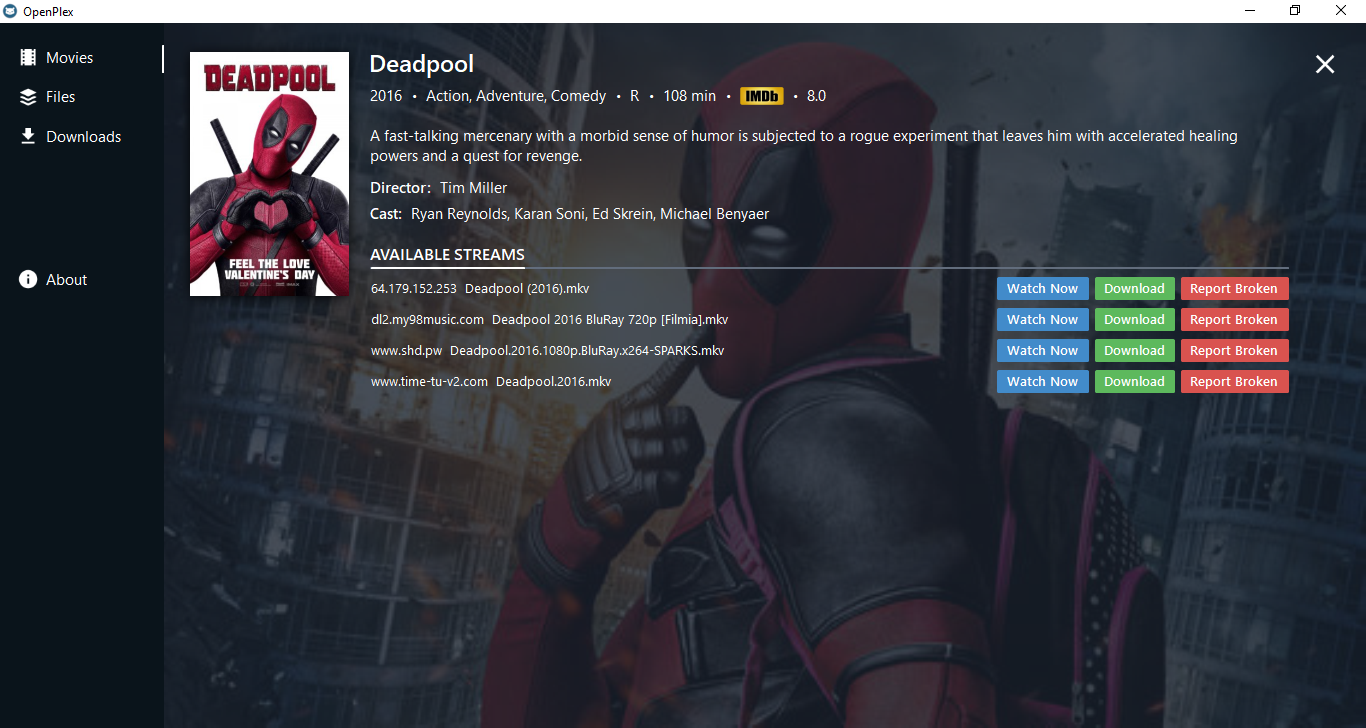 OpenPlex
Movies
Files
Downloads
About
DEADPOOL
FEEL THE LOVE
VALENTINE'S DAY
Deadpool
2016 • Action, Adventure, Comedy • R • 108 min • IMDb • 8.0
A fast-talking mercenary with a morbid sense of humor is subjected to a rogue experiment that leaves him with accelerated healing
powers and a quest for revenge.
Director: Tim Miller
Cast: Ryan Reynolds, Karan Soni, Ed Skrein, Michael Benyaer
AVAILABLE STREAMS
64.179.152.253 Deadpool (2016).mkv Watch Now Download Report Broken
dl2.my98music.com Deadpool 2016 BluRay 720p [Filmia].mkv Watch Now Download Report Broken
www.shd.pw Deadpool.2016.1080p.BluRay.x264-SPARKS.mkv Watch Now Download Report Broken
www.time-tu-v2.com Deadpool.2016.mkv Watch Now Download Report Broken